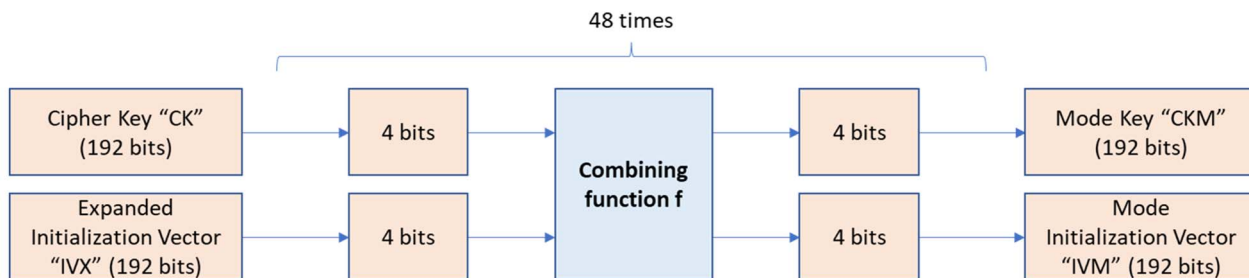 48 times
Cipher Key “CK”
(192 bits)
4 bits
Combining
function f
4 bits
Mode Key “CKM”
(192 bits)
Expanded
Initialization Vector
“IVX” (192 bits)
4 bits
4 bits
Mode
Initialization Vector
“IVM” (192 bits)